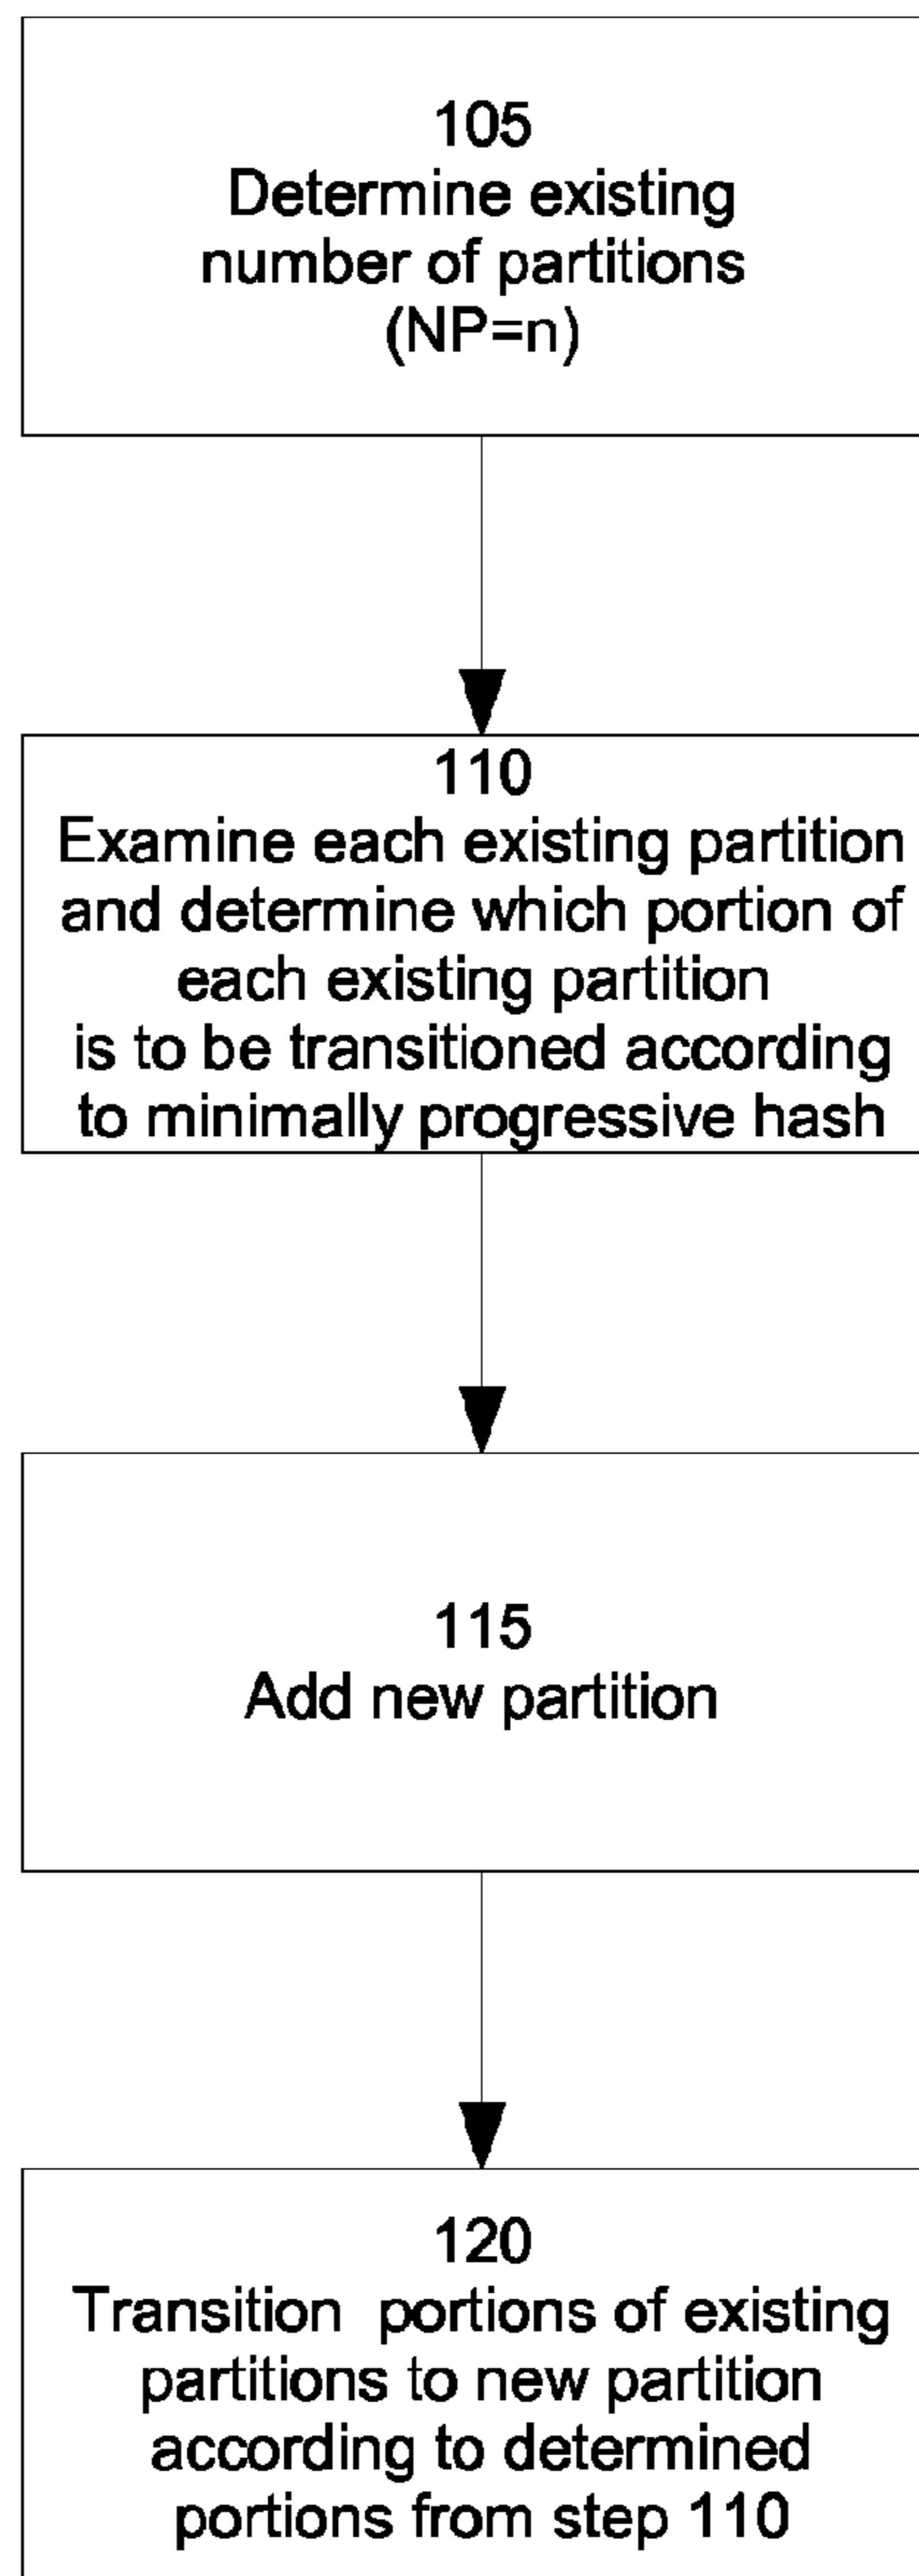 105
Determine existing
number of partitions
(NP=n)
110
Examine each existing partition
and determine which portion of
each existing partition
is to be transitioned according
to minimally progressive hash
115
Add new partition
120
Transition portions of existing
partitions to new partition
according to determined
portions from step 110